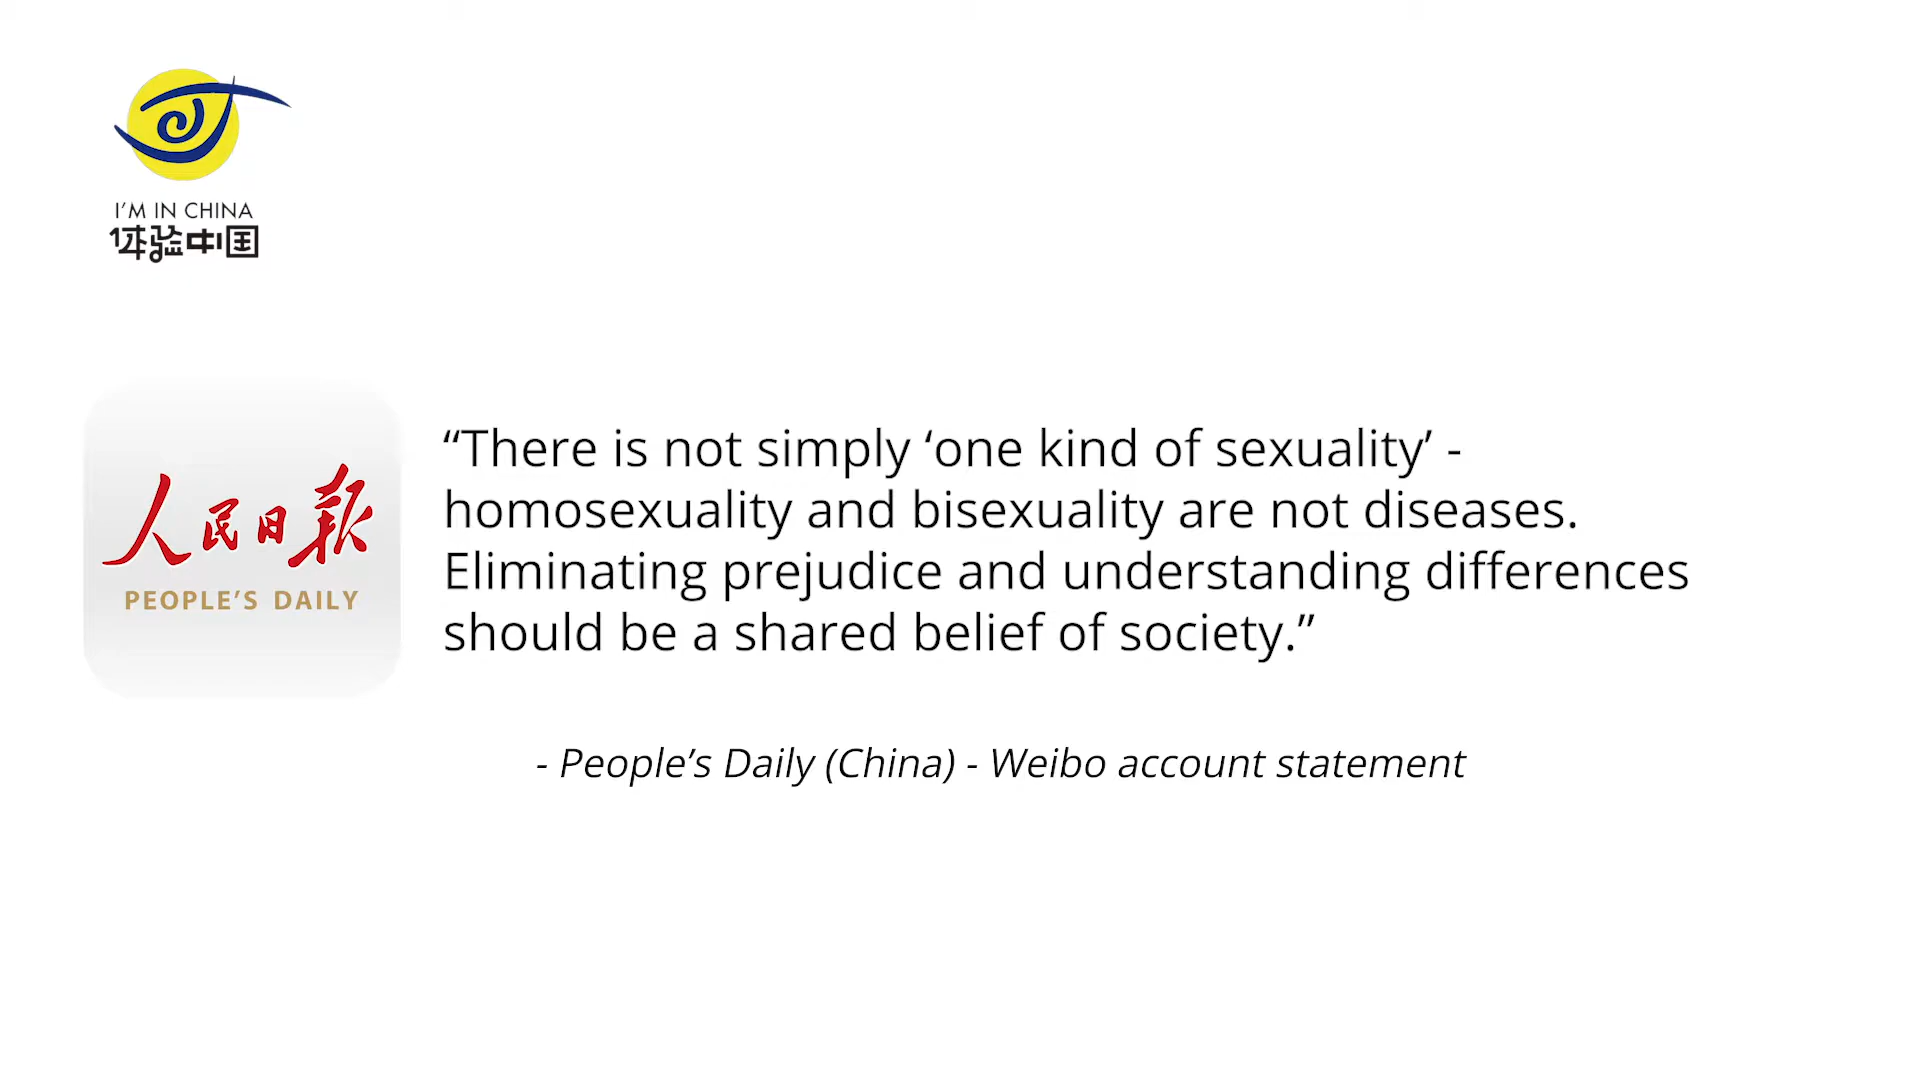 I'M IN CHINA
体验中国
人民日报
PEOPLE'S DAILY
“There is not simply ‘one kind of sexuality’ -
homosexuality and bisexuality are not diseases.
Eliminating prejudice and understanding differences
should be a shared belief of society.”
- People’s Daily (China) - Weibo account statement